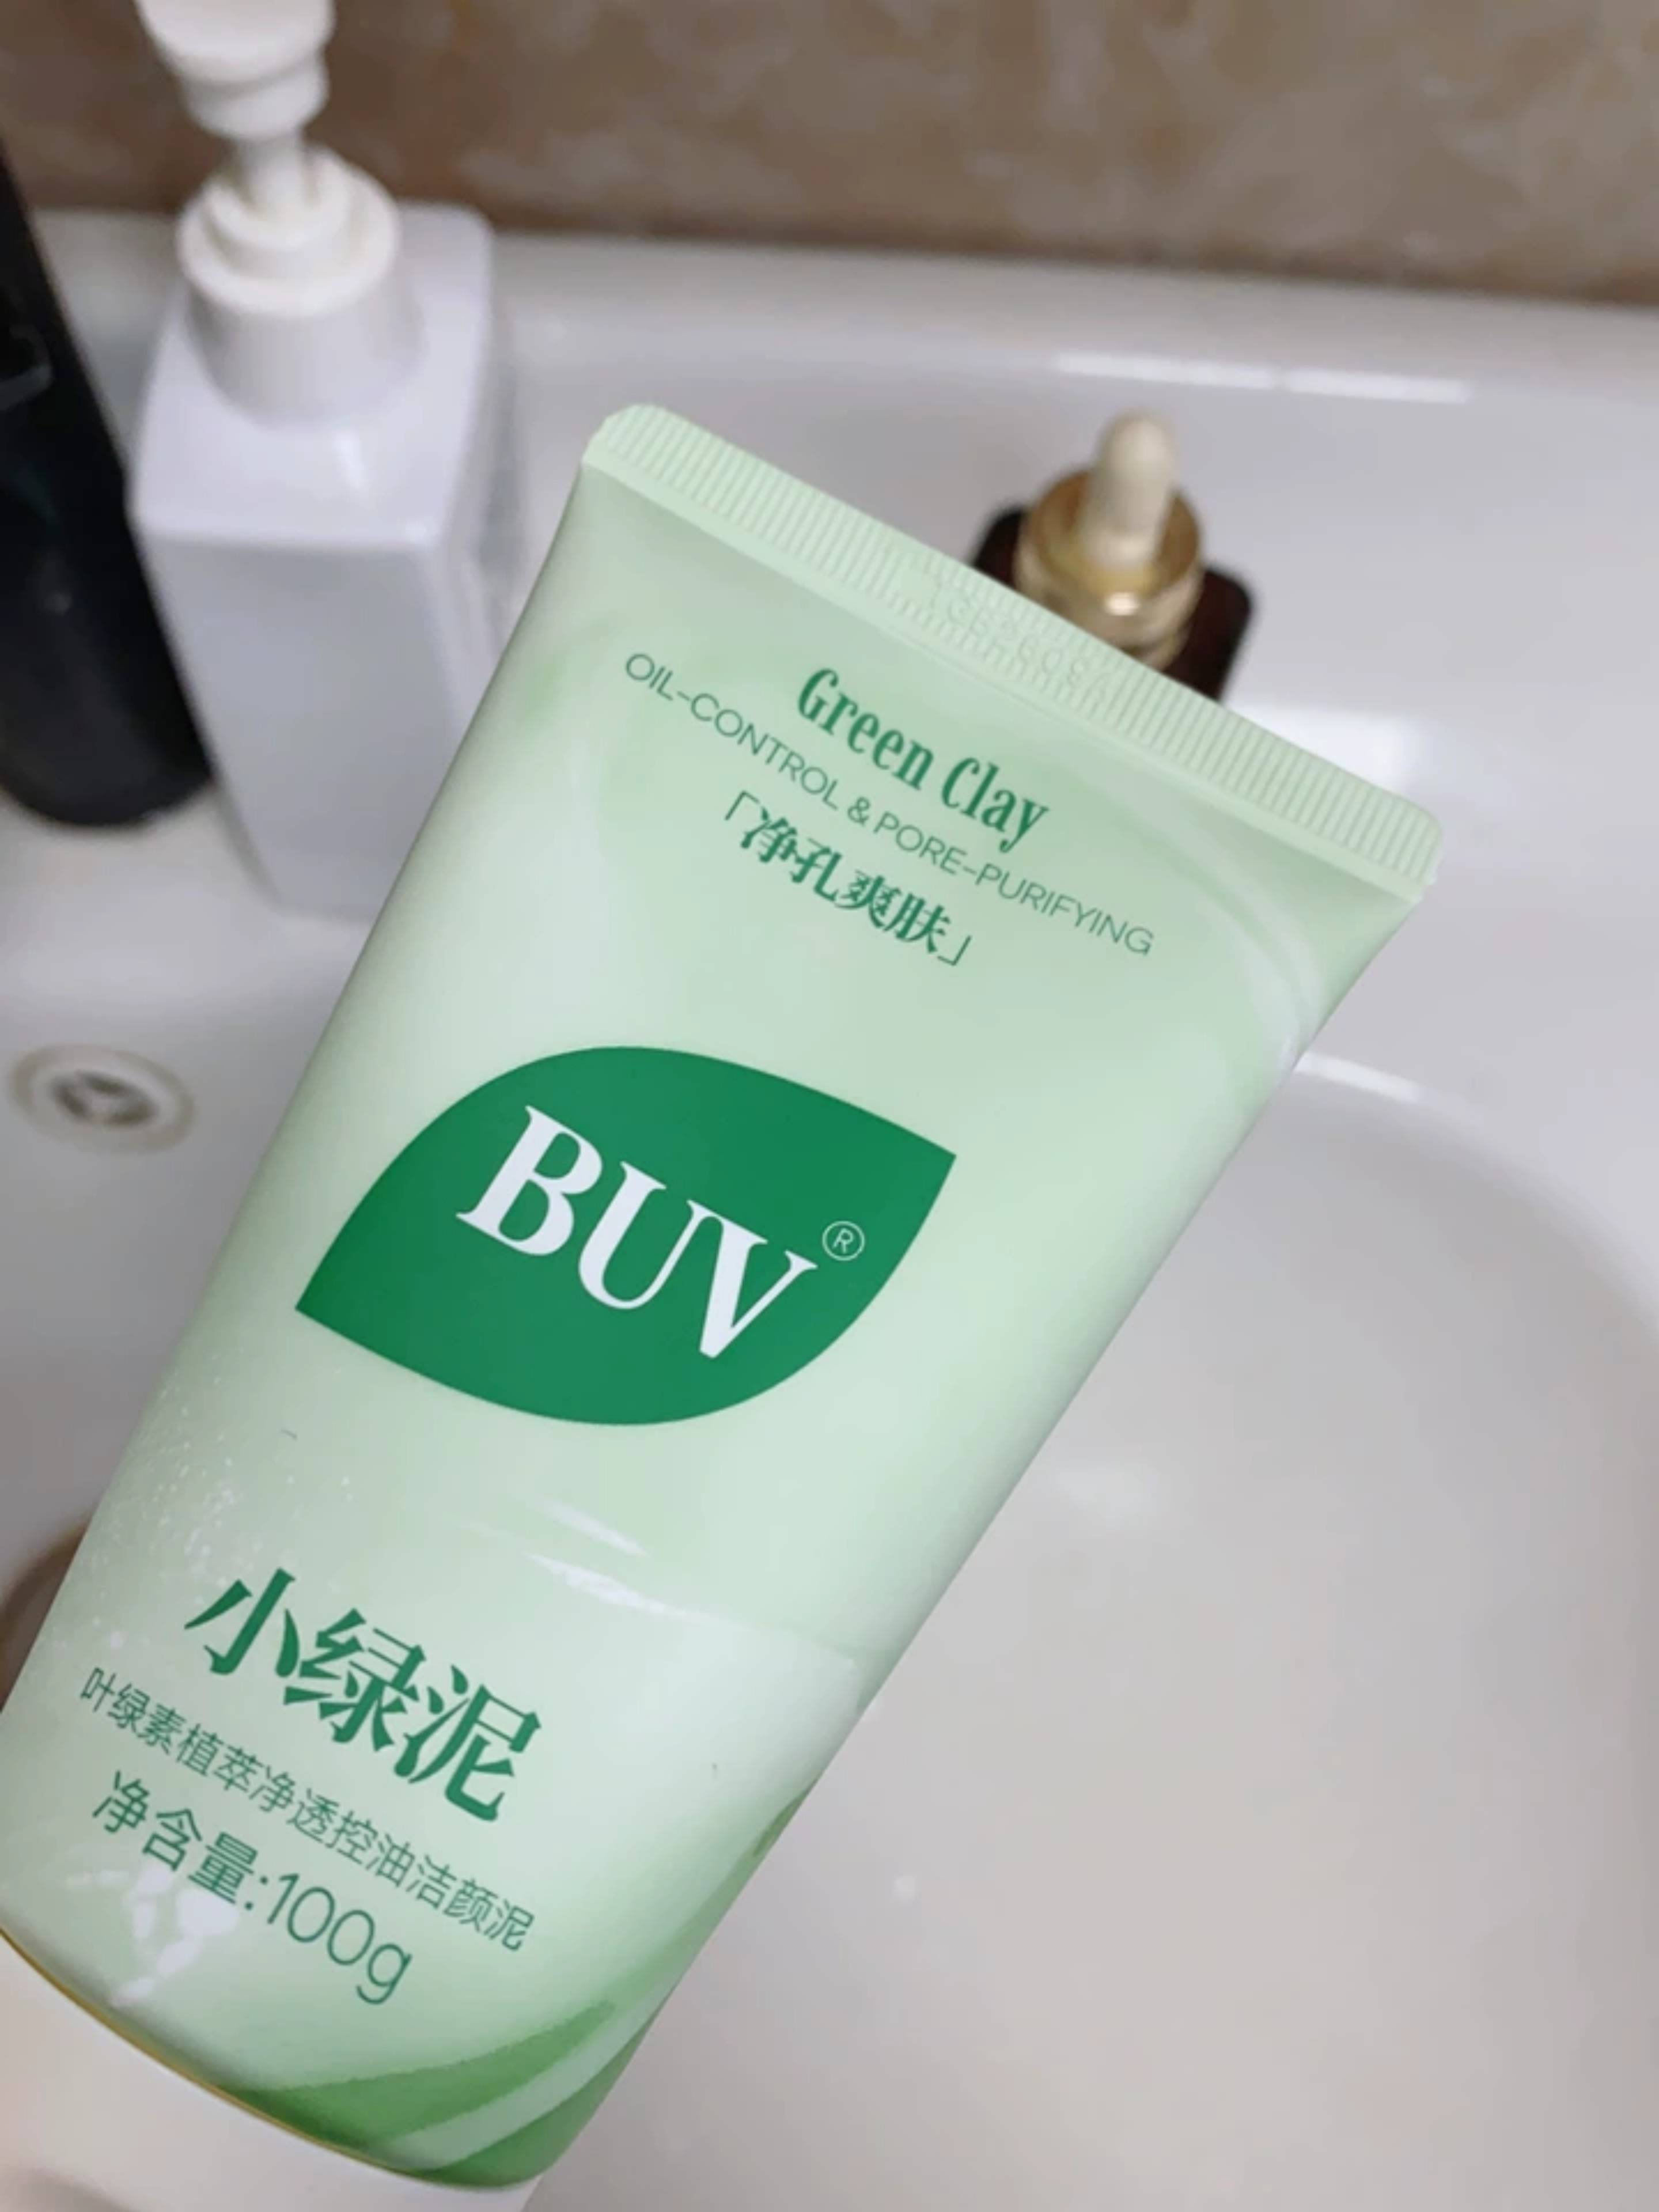 Green Clay
OIL-CONTROL & PORE-PURIFYING
「净孔爽肤」
BUV®
小绿泥
叶绿素植萃净透控油洁颜泥
净含量:100g